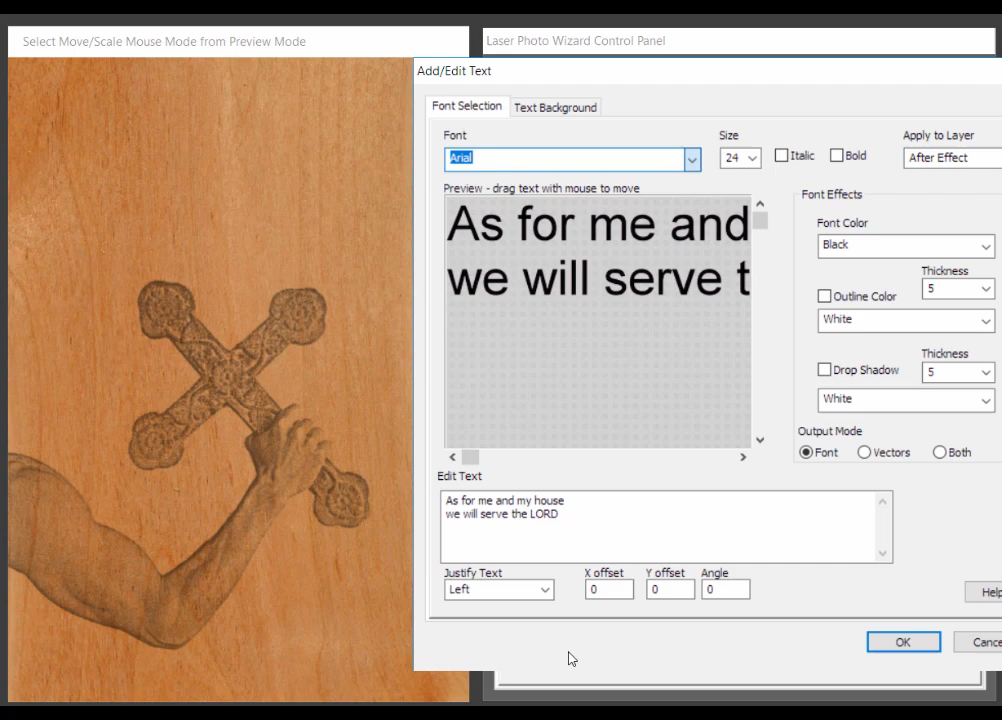 Select Move/Scale Mouse Mode from Preview Mode
Laser Photo Wizard Control Panel
Add/Edit Text
Font Selection
Text Background
Font
Size
Apply to Layer
Arial
24
Italic
Bold
After Effect
Preview - drag text with mouse to move
As for me and
we will serve t
Font Effects
Font Color
Black
Thickness
Outline Color
5
White
Thickness
Drop Shadow
5
White
Output Mode
Font
Vectors
Both
Edit Text
As for me and my house
we will serve the LORD
Justify Text
X offset
Y offset
Angle
Left
0
0
0
Help
OK
Cance